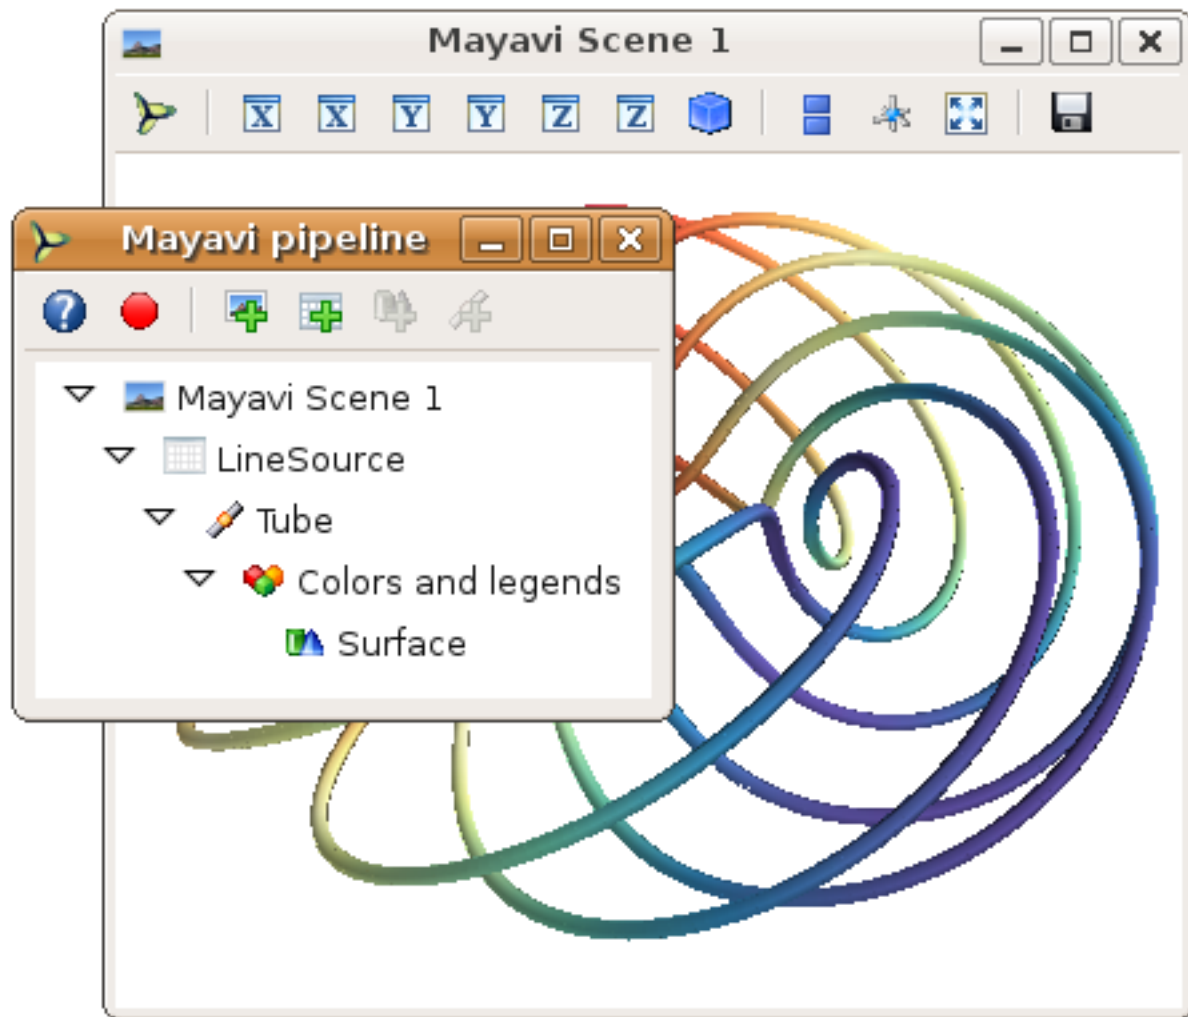 Mayavi Scene 1
X X Y Y Z Z
Mayavi pipeline
?
Mayavi Scene 1
LineSource
Tube
Colors and legends
Surface